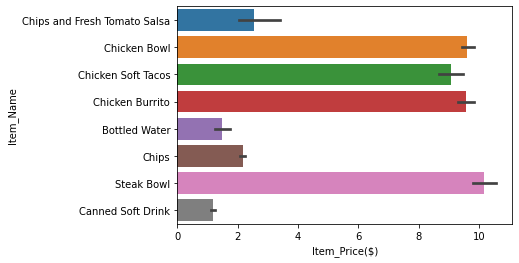 Item_Name
Chips and Fresh Tomato Salsa
Chicken Bowl
Chicken Soft Tacos
Chicken Burrito
Bottled Water
Chips
Steak Bowl
Canned Soft Drink
0 2 4 6 8 10
Item_Price($)